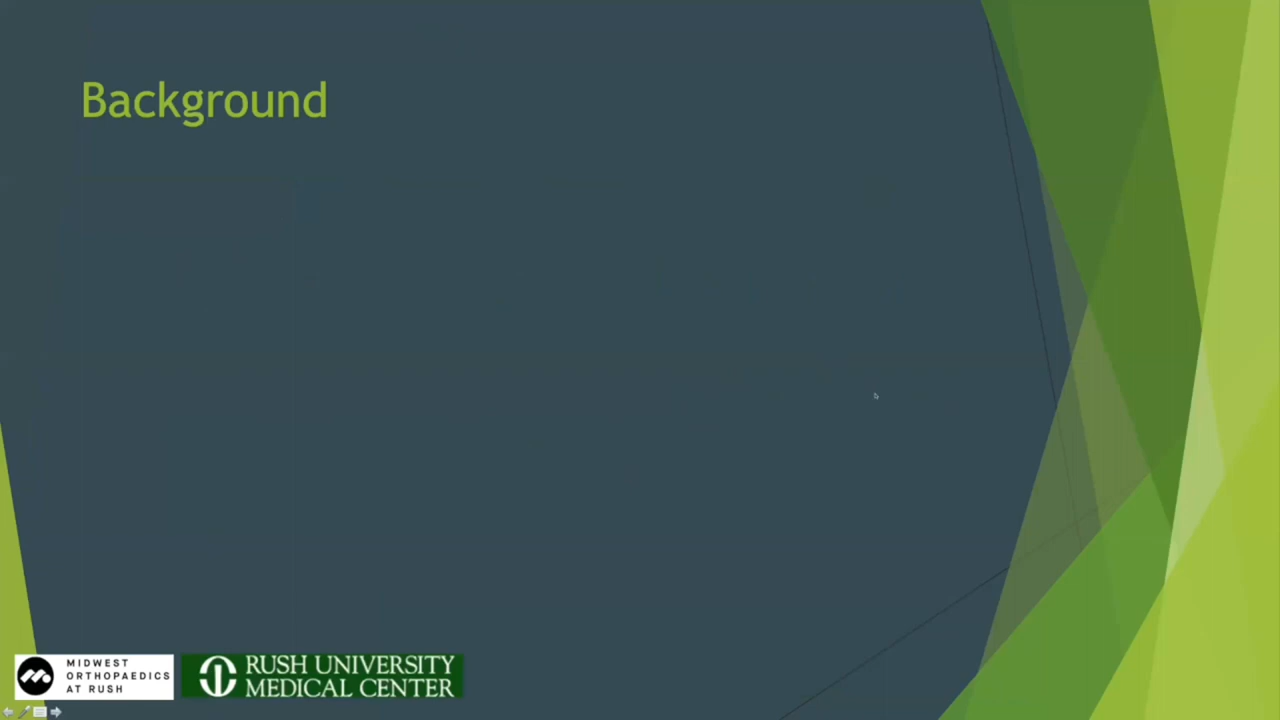 Background
MIDWEST
ORTHOPAEDICS
AT RUSH
RUSH UNIVERSITY
MEDICAL CENTER